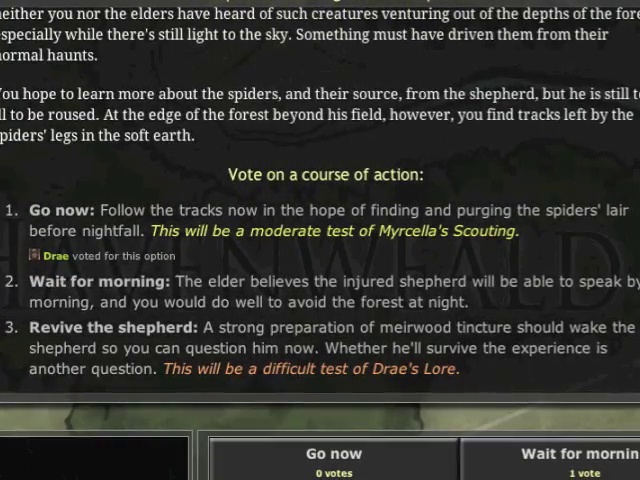 neither you nor the elders have heard of such creatures venturing out of the depths of the
especially while there's still light to the sky. Something must have driven them from their
normal haunts.
You hope to learn more about the spiders, and their source, from the shepherd, but he is still
ill to be roused. At the edge of the forest beyond his field, however, you find tracks left by the
spiders' legs in the soft earth.
Vote on a course of action:
1. Go now: Follow the tracks now in the hope of finding and purging the spiders' lair
before nightfall. This will be a moderate test of Myrcella's Scouting.
Drae voted for this option
2. Wait for morning: The elder believes the injured shepherd will be able to speak by
morning, and you would do well to avoid the forest at night.
3. Revive the shepherd: A strong preparation of meirwood tincture should wake the
shepherd so you can question him now. Whether he'll survive the experience is
another question. This will be a difficult test of Drae's Lore.
Go now
Wait for mornin
0 votes
1 vote